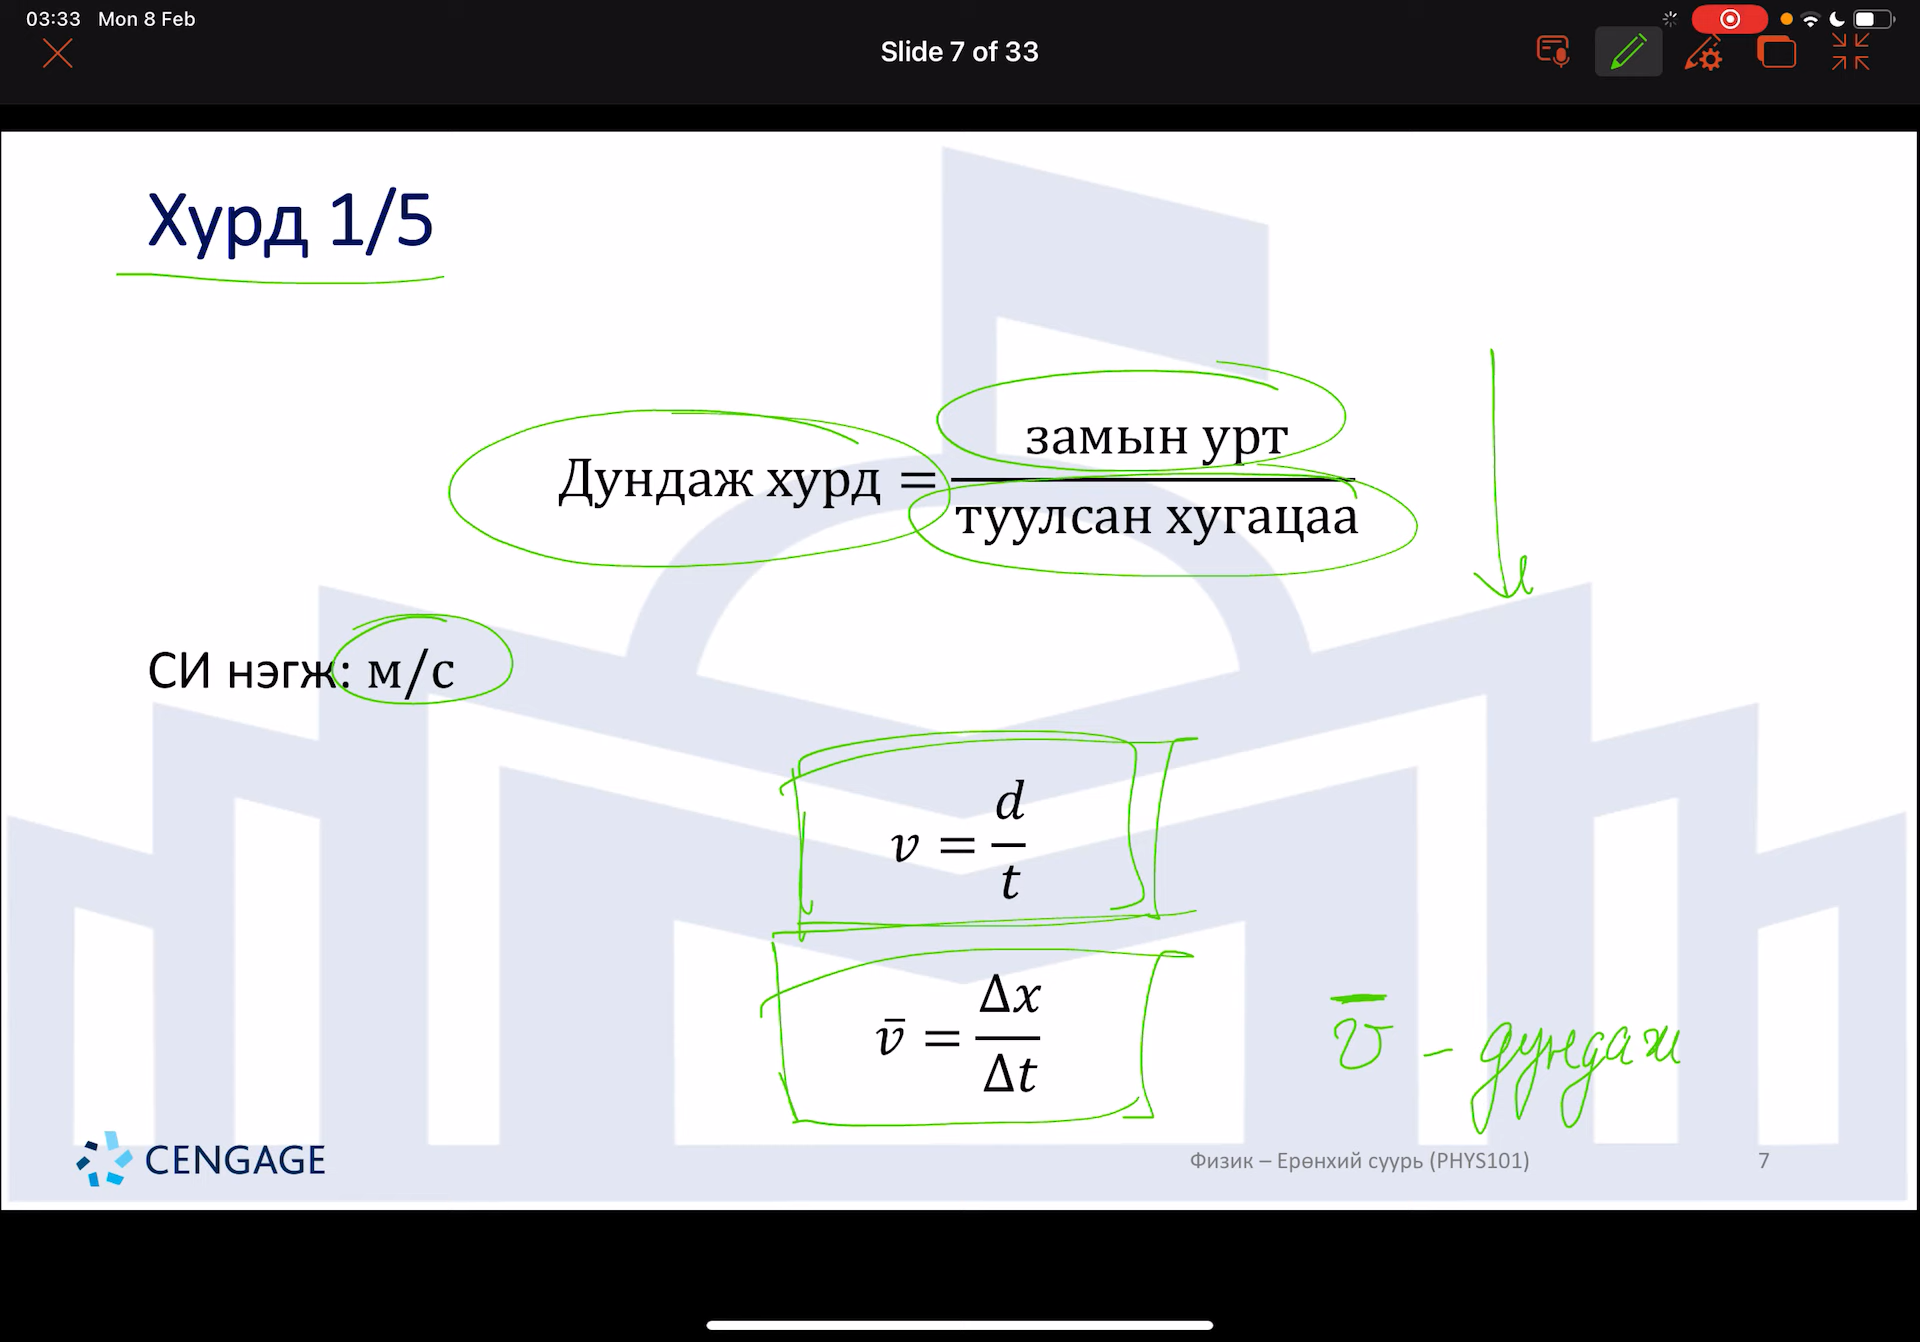 03:33 Mon 8 Feb
Slide 7 of 33
Хурд 1/5
Дундаж хурд = замын урт / туулсан хугацаа
СИ нэгж: м/с
v = d / t
v̄ = Δx / Δt
v̄ – дундаж
CENGAGE
Физик – Ерөнхий суурь (PHYS101)
7